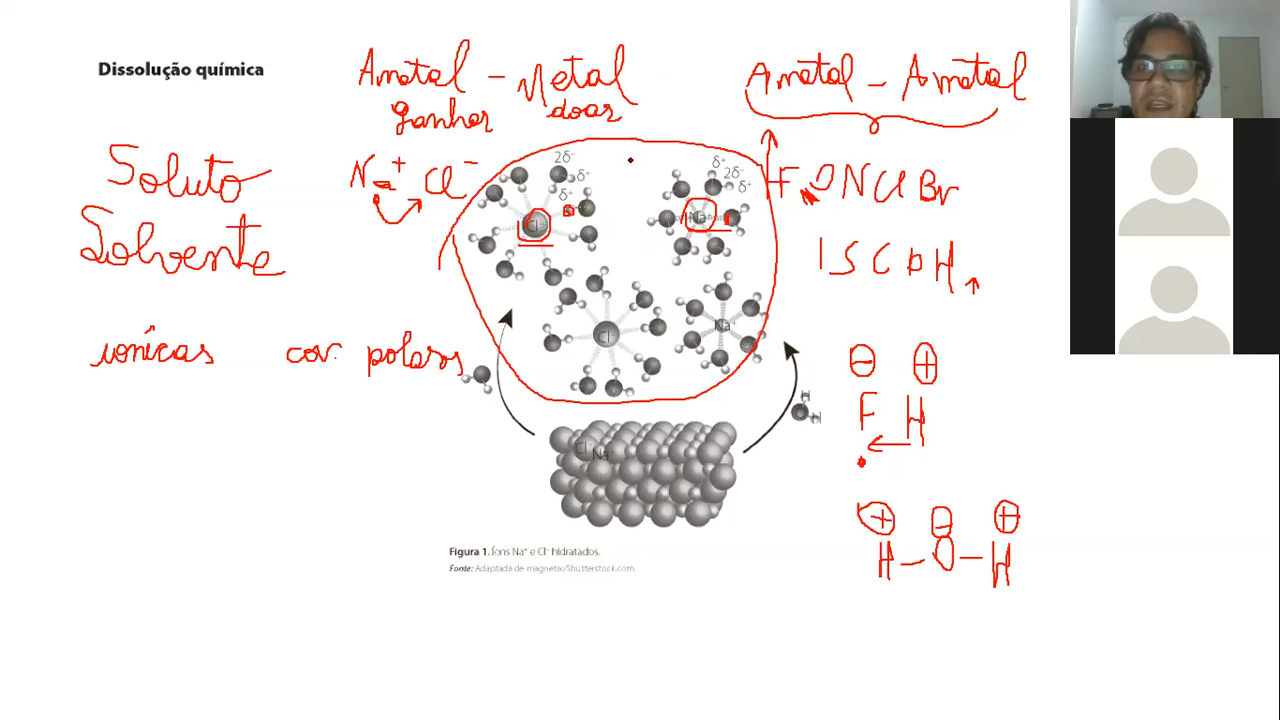 Dissolução química
Ametal - Metal
ganhar doar
Ametal - Ametal
Soluto
Solvente
Na+ Cl-
F O N Cl Br
I S C P H
2δ-
δ+
δ+
Cl-
δ+
2δ-
δ+
Na+
Cl-
Na+
iônicas cov. polares
H
H
⊖ ⊕
F H
Cl-
Na+
⊕ ⊖ ⊕
H - O - H
Figura 1. Íons Na+ e Cl- hidratados.
Fonte: Adaptada de magnetix/Shutterstock.com.